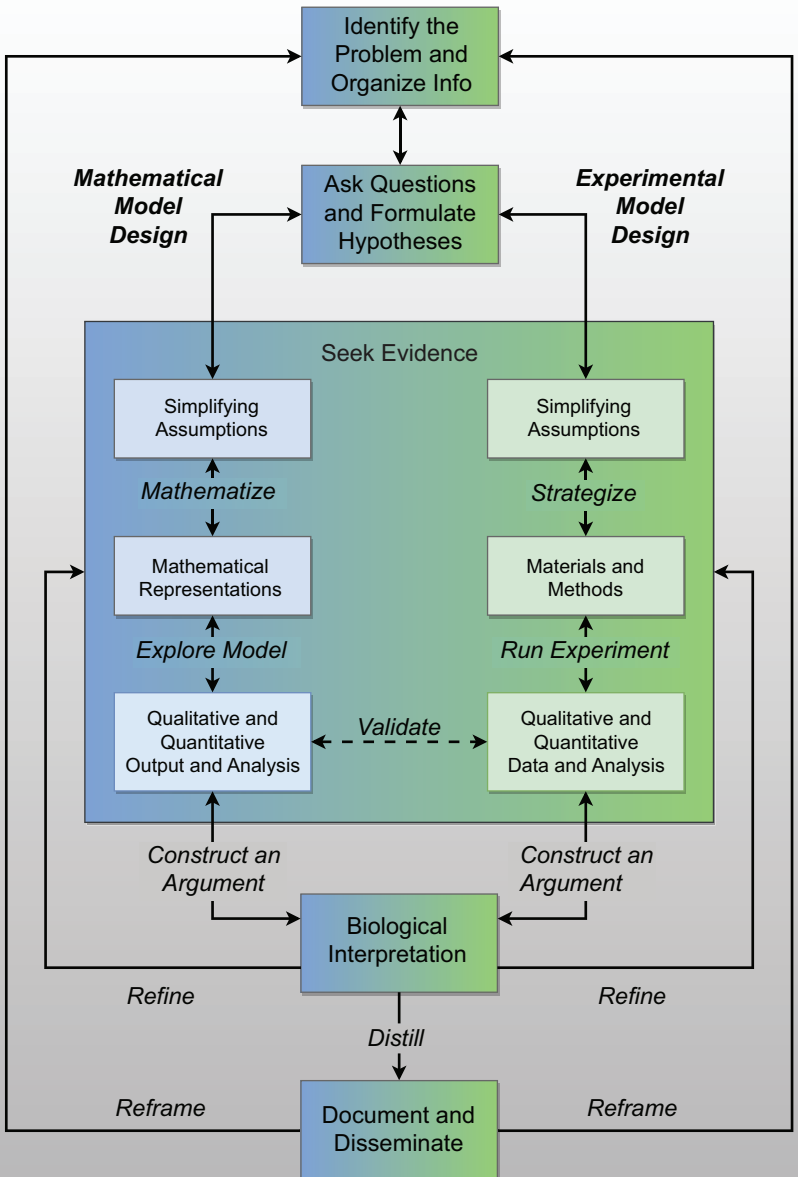 Identify the
Problem and
Organize Info
Mathematical
Model
Design
Ask Questions
and Formulate
Hypotheses
Experimental
Model
Design
Seek Evidence
Simplifying
Assumptions
Simplifying
Assumptions
Mathematize
Strategize
Mathematical
Representations
Materials and
Methods
Explore Model
Run Experiment
Qualitative and
Quantitative
Output and Analysis
Validate
Qualitative and
Quantitative
Data and Analysis
Construct an
Argument
Construct an
Argument
Biological
Interpretation
Refine
Refine
Distill
Reframe
Document and
Disseminate
Reframe